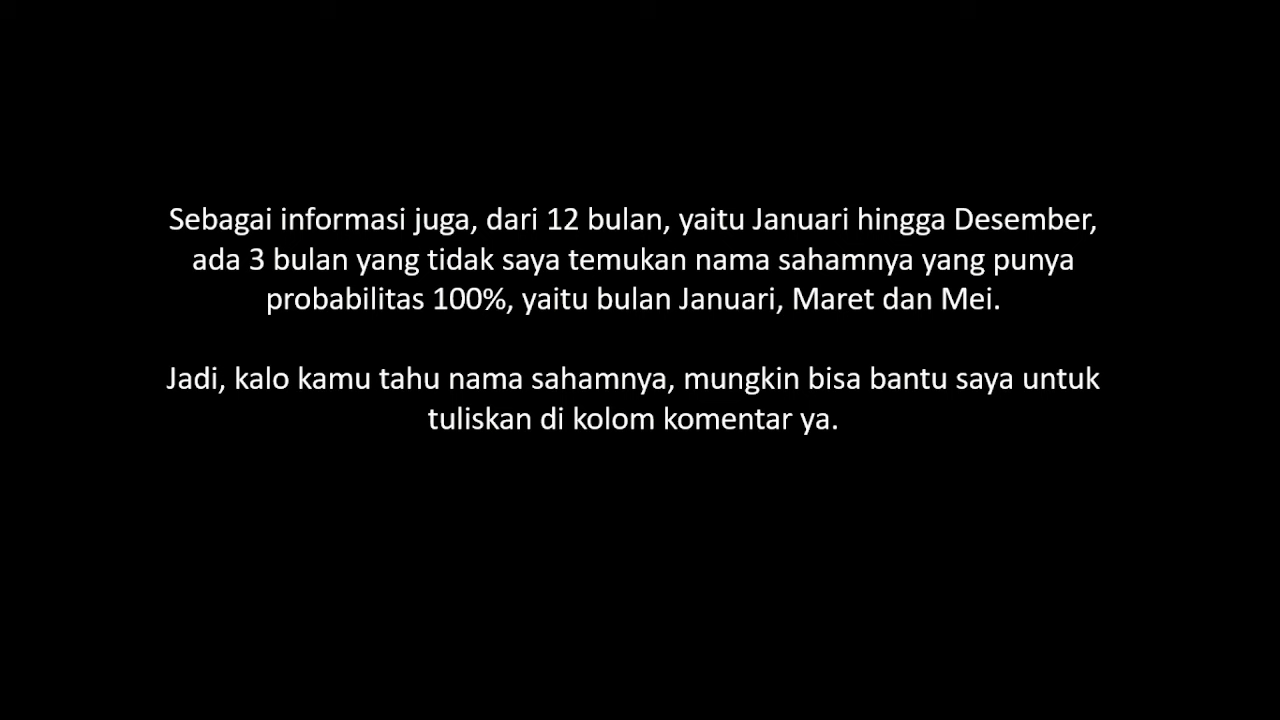 Sebagai informasi juga, dari 12 bulan, yaitu Januari hingga Desember,
ada 3 bulan yang tidak saya temukan nama sahamnya yang punya
probabilitas 100%, yaitu bulan Januari, Maret dan Mei.
Jadi, kalo kamu tahu nama sahamnya, mungkin bisa bantu saya untuk
tuliskan di kolom komentar ya.